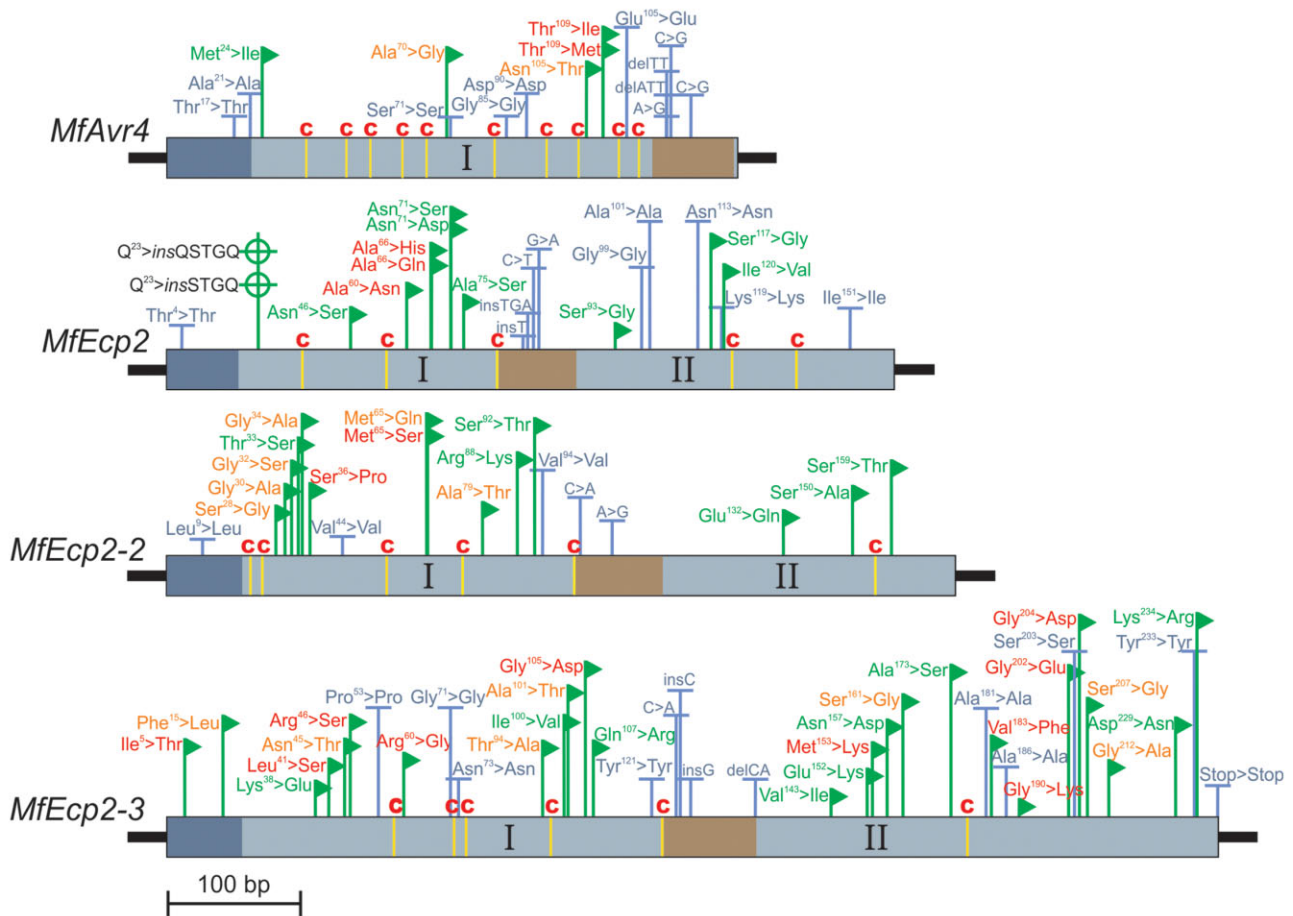 MfAvr4
Thr17>Thr
Ala21>Ala
Met24>Ile
Ala70>Gly
Ser71>Ser
Gly85>Gly
Asp90>Asp
Asn105>Thr
Thr109>Met
Thr109>Ile
Glu105>Glu
C>G
delTT
delATT
A>G
C>G
c c c c c c c c c c
I
MfEcp2
Thr4>Thr
Q23>insQSTGQ
Q23>insSTGQ
Asn46>Ser
Ala60>Asn
Ala66>Gln
Ala66>His
Asn71>Asp
Asn71>Ser
Ala75>Ser
insT
insTGA
C>T
G>A
Ser93>Gly
Gly99>Gly
Ala101>Ala
Asn113>Asn
Ser117>Gly
Ile120>Val
Lys119>Lys
Ile151>Ile
c c c c c
I II
MfEcp2-2
Leu9>Leu
Ser28>Gly
Gly30>Ala
Gly32>Ser
Thr33>Ser
Gly34>Ala
Ser36>Pro
Val44>Val
Met65>Gln
Met65>Ser
Ala79>Thr
Arg88>Lys
Ser92>Thr
Val94>Val
C>A
A>G
Glu132>Gln
Ser150>Ala
Ser159>Thr
c c c c c c
I II
MfEcp2-3
Ile5>Thr
Phe15>Leu
Lys38>Glu
Leu41>Ser
Asn45>Thr
Arg46>Ser
Pro53>Pro
Arg60>Gly
Gly71>Gly
Asn73>Asn
Thr94>Ala
Ile100>Val
Ala101>Thr
Gly105>Asp
Gln107>Arg
Tyr121>Tyr
C>A
insC
insG
delCA
Val143>Ile
Glu152>Lys
Met153>Lys
Asn157>Asp
Ser161>Gly
Ala173>Ser
Ala181>Ala
Val183>Phe
Ala186>Ala
Gly190>Lys
Gly202>Glu
Ser203>Ser
Gly204>Asp
Ser207>Gly
Gly212>Ala
Asp229>Asn
Tyr233>Tyr
Lys234>Arg
Stop>Stop
c c c c c c
I II
100 bp